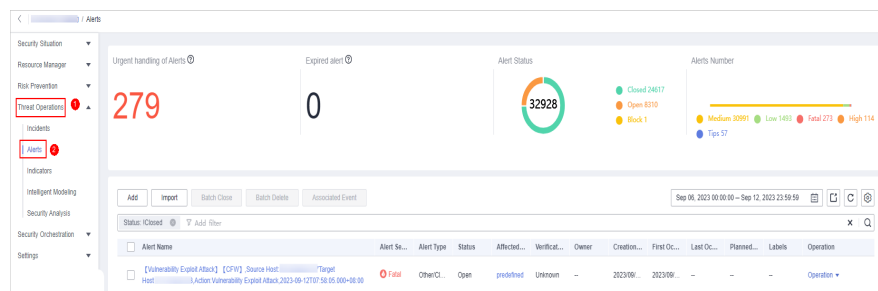 / Alerts
Security Situation
Resource Manager
Risk Prevention
Threat Operations 1
Incidents
Alerts 2
Indicators
Intelligent Modeling
Security Analysis
Security Orchestration
Settings
Urgent handling of Alerts
279
Expired alert
0
Alert Status
32928
Closed 24617
Open 8310
Block 1
Alerts Number
Medium 30991 Low 1493 Fatal 273 High 114
Tips 57
Add Import Batch Close Batch Delete Associated Event
Sep 06, 2023 00:00:00 – Sep 12, 2023 23:59:59
Status: !Closed Add filter
Alert Name Alert Se... Alert Type Status Affected... Verificat... Owner Creation... First Oc... Last Oc... Planned... Labels Operation
【Vulnerability Exploit Attack】【CFW】,Source Host: Target
Host ,Action Vulnerability Exploit Attack,2023-09-12T07:58:05.000+08:00
Fatal Other/Cl... Open predefined Unknown -- 2023/09/... 2023/09/... -- -- -- Operation